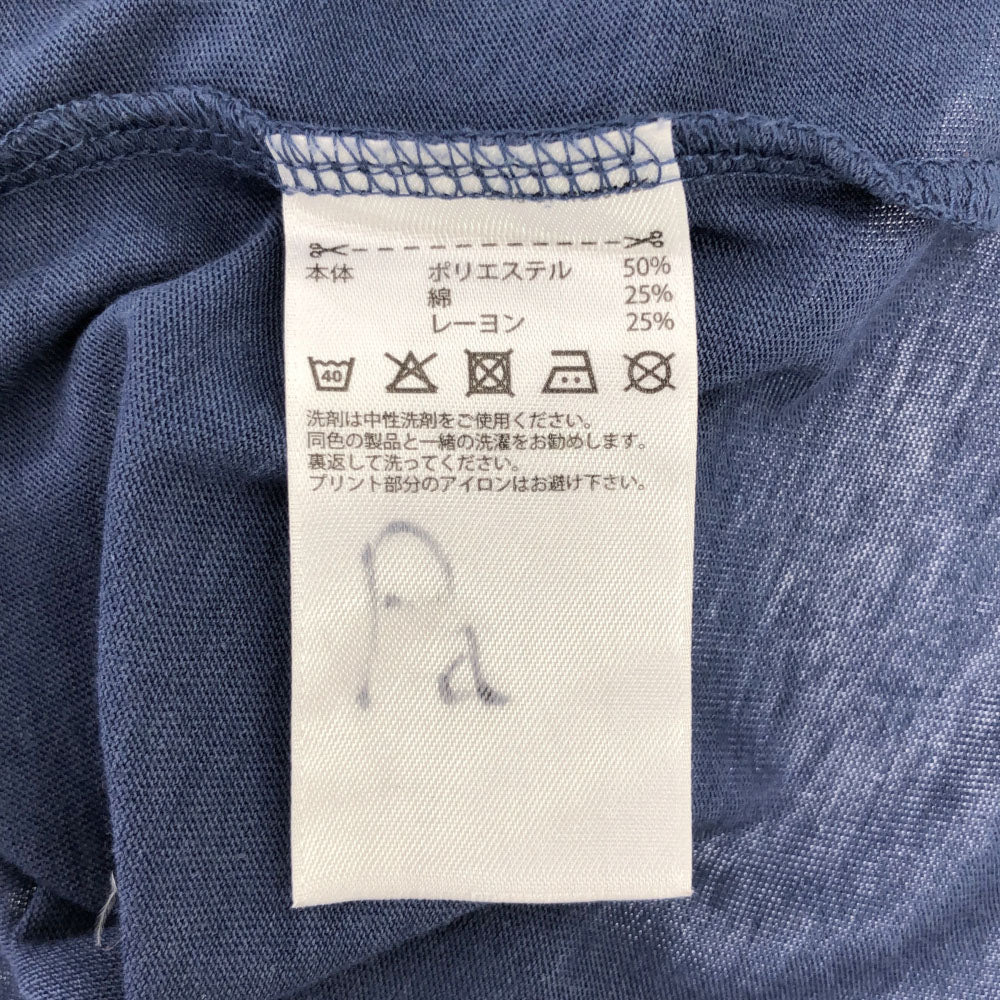 本体 ポリエステル 50%
綿 25%
レーヨン 25%
40
洗剤は中性洗剤をご使用ください。
同色の製品と一緒の洗濯をお勧めします。
裏返して洗ってください。
プリント部分のアイロンはお避け下さい。
Pd